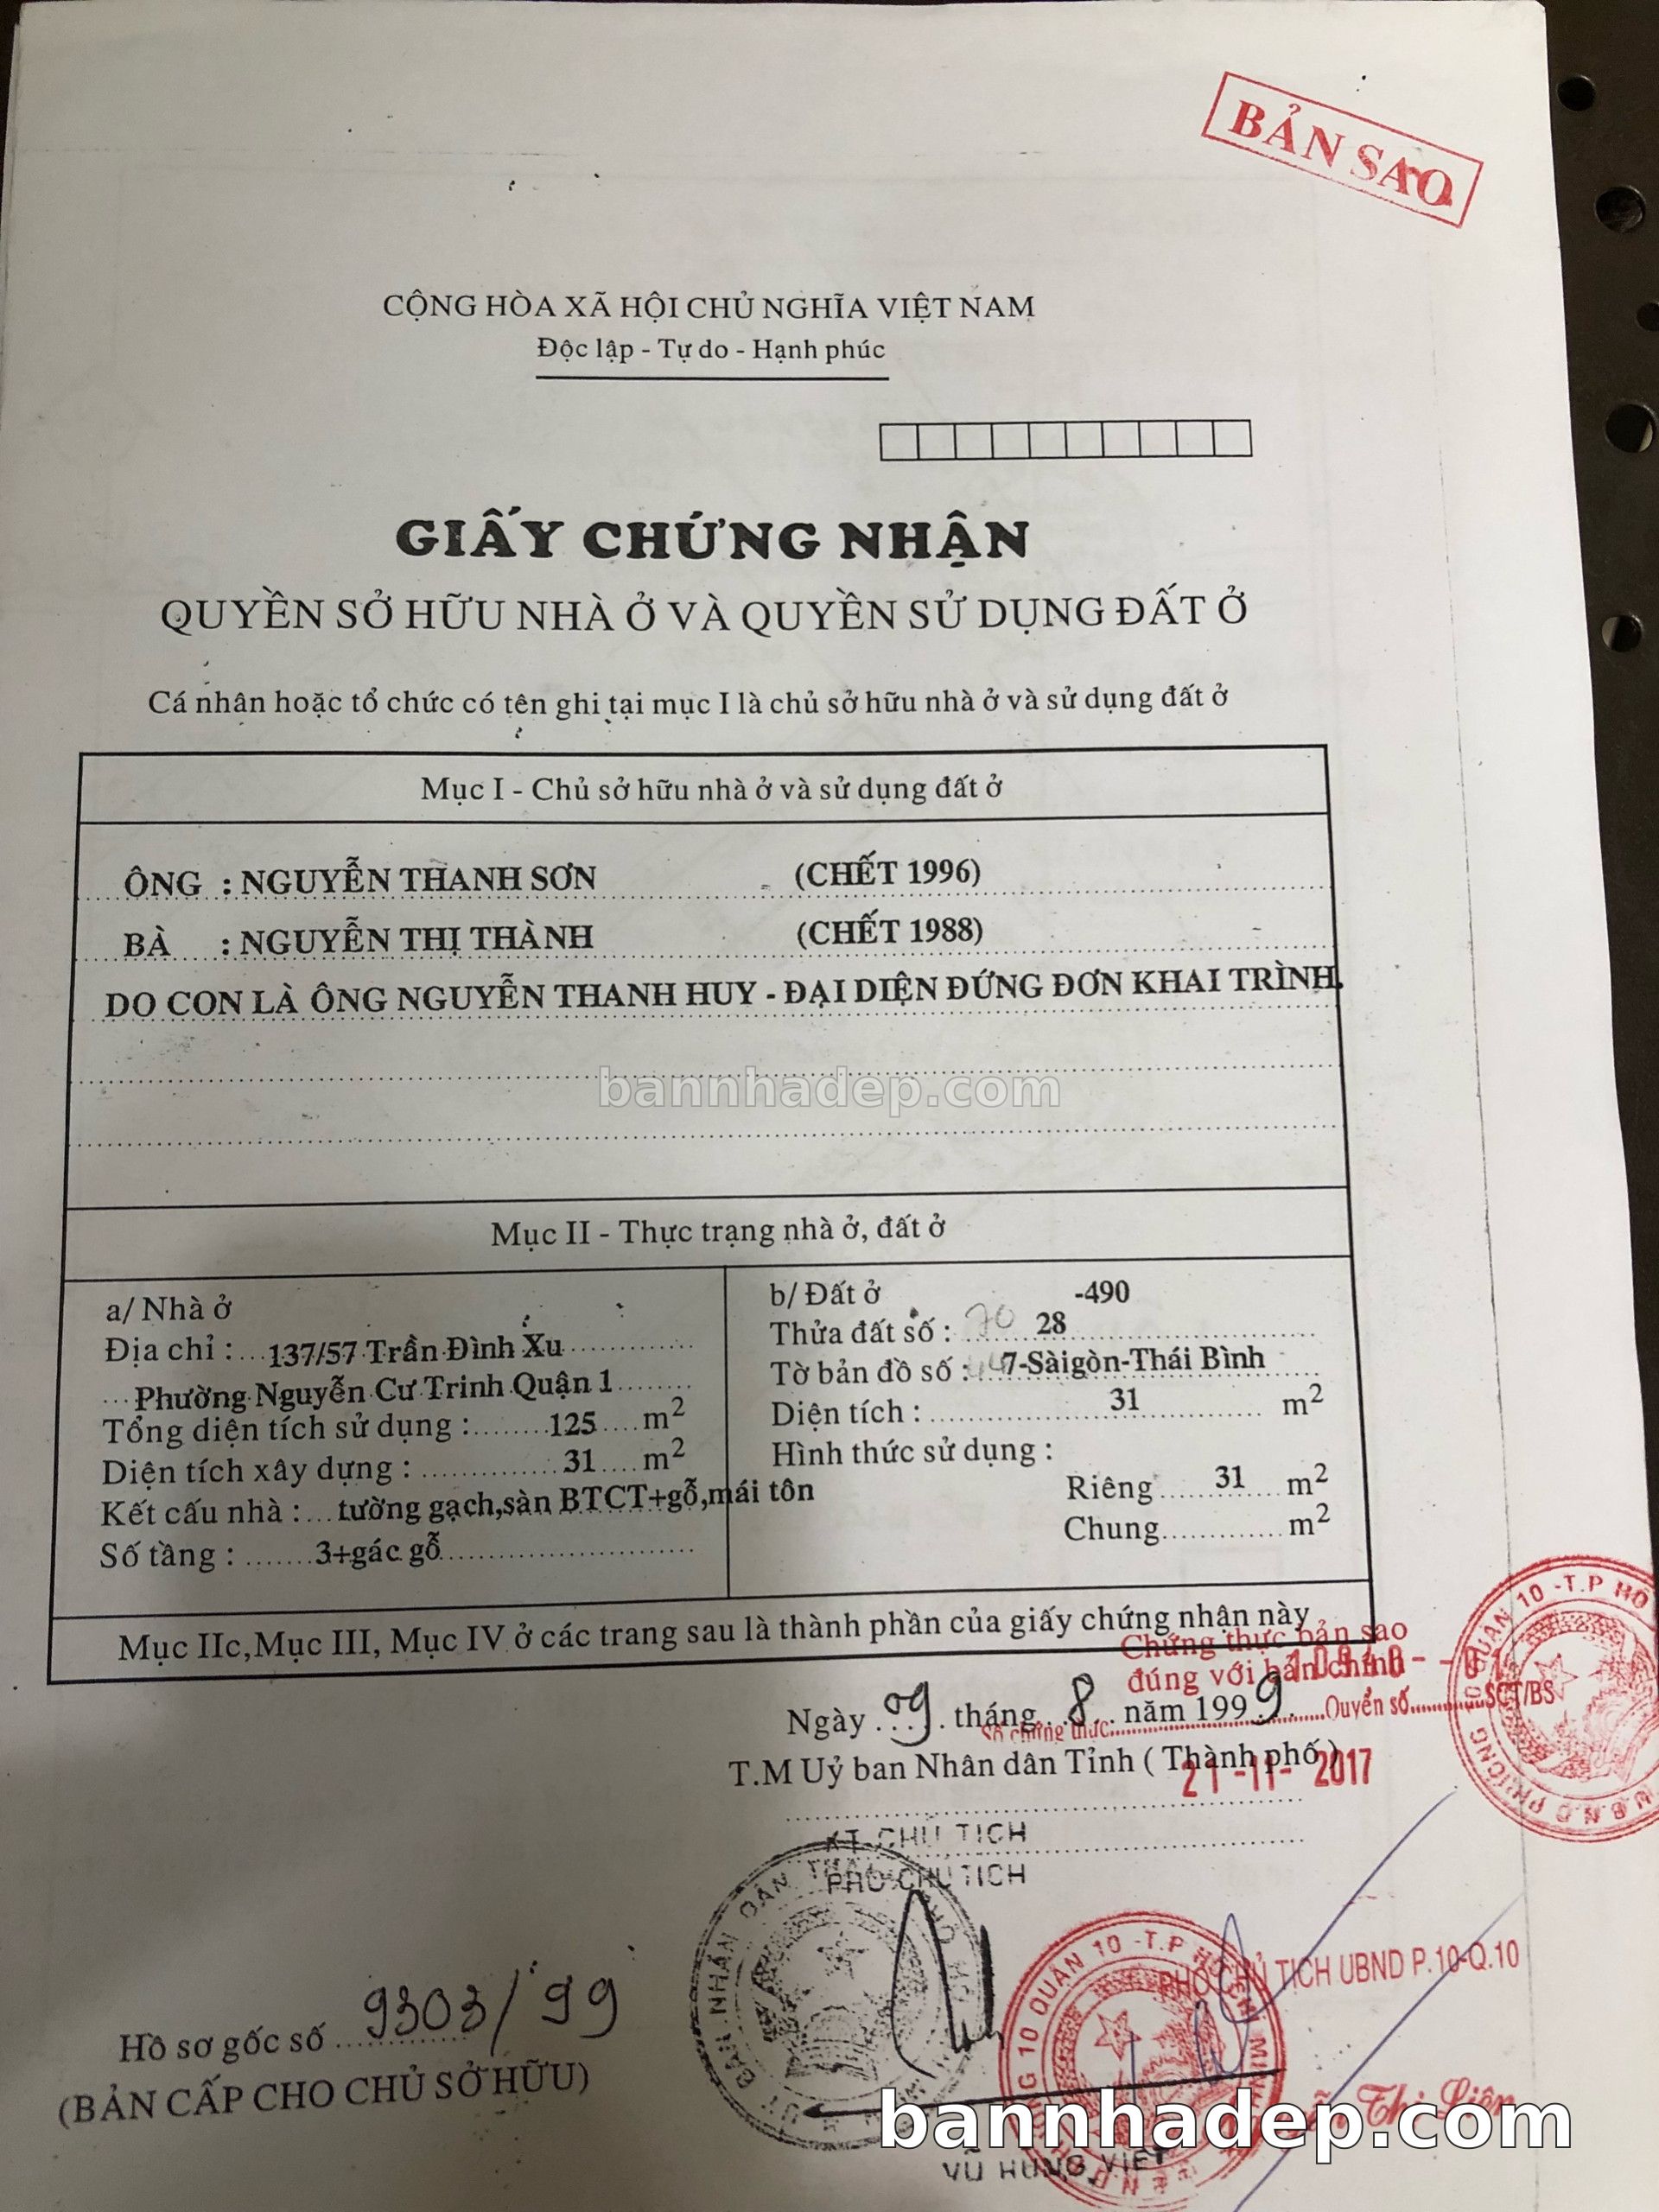 BẢN SAO
CỘNG HÒA XÃ HỘI CHỦ NGHĨA VIỆT NAM
Độc lập - Tự do - Hạnh phúc
GIẤY CHỨNG NHẬN
QUYỀN SỞ HỮU NHÀ Ở VÀ QUYỀN SỬ DỤNG ĐẤT Ở
Cá nhân hoặc tổ chức có tên ghi tại mục I là chủ sở hữu nhà ở và sử dụng đất ở
Mục I - Chủ sở hữu nhà ở và sử dụng đất ở
ÔNG : NGUYỄN THANH SƠN (CHẾT 1996)
BÀ : NGUYỄN THỊ THÀNH (CHẾT 1988)
DO CON LÀ ÔNG NGUYỄN THANH HUY - ĐẠI DIỆN ĐỨNG ĐƠN KHAI TRÌNH.
bannhadep.com
Mục II - Thực trạng nhà ở, đất ở
a/ Nhà ở
Địa chỉ : 137/57 Trần Đình Xu
Phường Nguyễn Cư Trinh Quận 1
Tổng diện tích sử dụng : 125 m2
Diện tích xây dựng : 31 m2
Kết cấu nhà : tường gạch,sàn BTCT+gỗ,mái tôn
Số tầng : 3+gác gỗ
b/ Đất ở -490
Thửa đất số : 70 28
Tờ bản đồ số : 7-Sàigòn-Thái Bình
Diện tích : 31 m2
Hình thức sử dụng :
Riêng 31 m2
Chung m2
Mục IIc,Mục III, Mục IV ở các trang sau là thành phần của giấy chứng nhận này
Chứng thực bản sao
đúng với bản chính
Ngày 09 tháng 8 năm 1999
Số chứng thực: Quyển số SCT/BS
T.M Uỷ ban Nhân dân Tỉnh ( Thành phố )
21 -11- 2017
KT CHỦ TỊCH
PHÓ CHỦ TỊCH
PHÓ CHỦ TỊCH UBND P.10-Q.10
Hồ sơ gốc số 9303/99
(BẢN CẤP CHO CHỦ SỞ HỮU)
bannhadep.com
VŨ HÙNG VIỆT